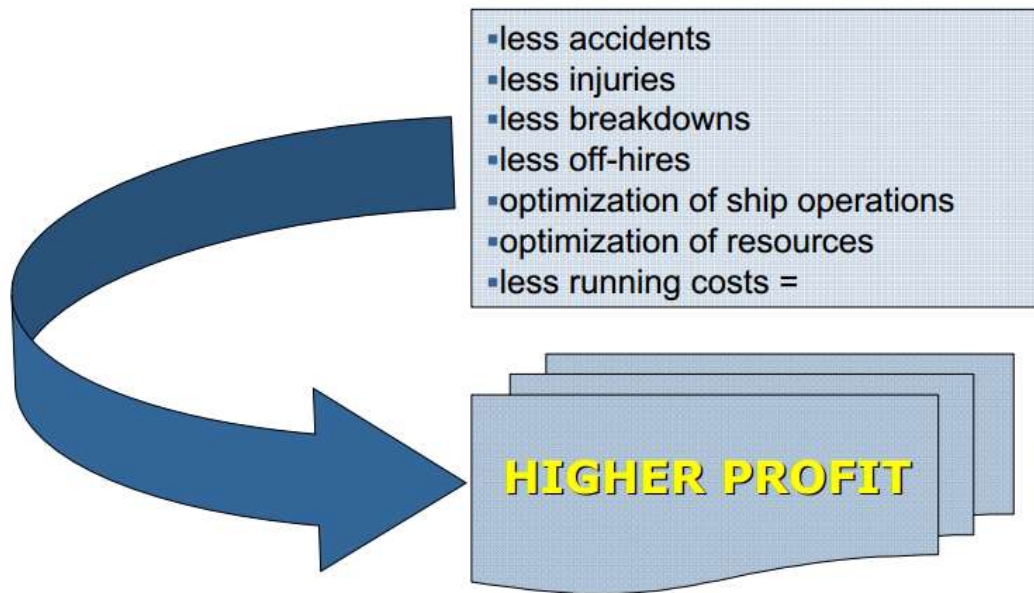 ▪less accidents
▪less injuries
▪less breakdowns
▪less off-hires
▪optimization of ship operations
▪optimization of resources
▪less running costs =
HIGHER PROFIT